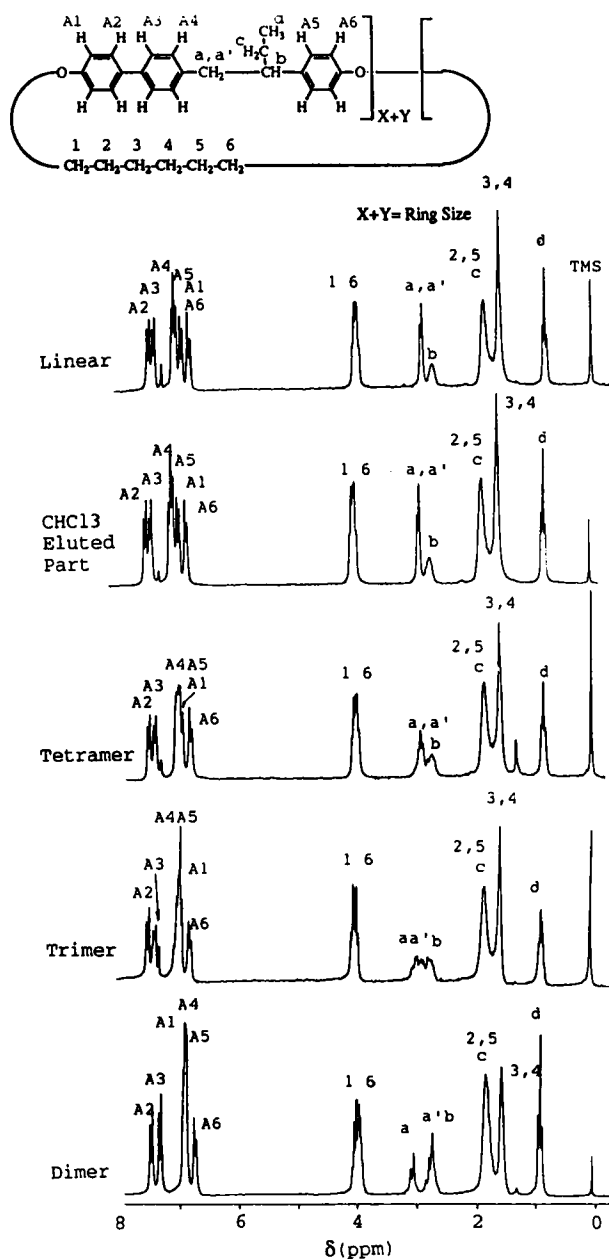 A1 A2 A3 A4 d A5 A6
CH3
c
H H H H CH2 H H
a,a' C b
O CH2 CH O
H H H H H H H
X+Y
1 2 3 4 5 6
CH2-CH2-CH2-CH2-CH2-CH2
X+Y= Ring Size
3,4
A4
A5
A3 A1
A2 A6
1 6
a,a'
b
2,5
c
d
TMS
Linear
3,4
A4
A5
A3 A1
A2 A6
1 6
a,a'
b
2,5
c
d
CHCl3
Eluted
Part
3,4
A4A5
A3 A1
A2 A6
1 6
a,a'
b
2,5
c
d
Tetramer
3,4
A4A5
A3 A1
A2 A6
1 6
aa'b
2,5
c
d
Trimer
A4
A1
A5
A3
A2 A6
1 6
a a'b
2,5
c
3,4
d
Dimer
8 6 4 2 0
δ(ppm)